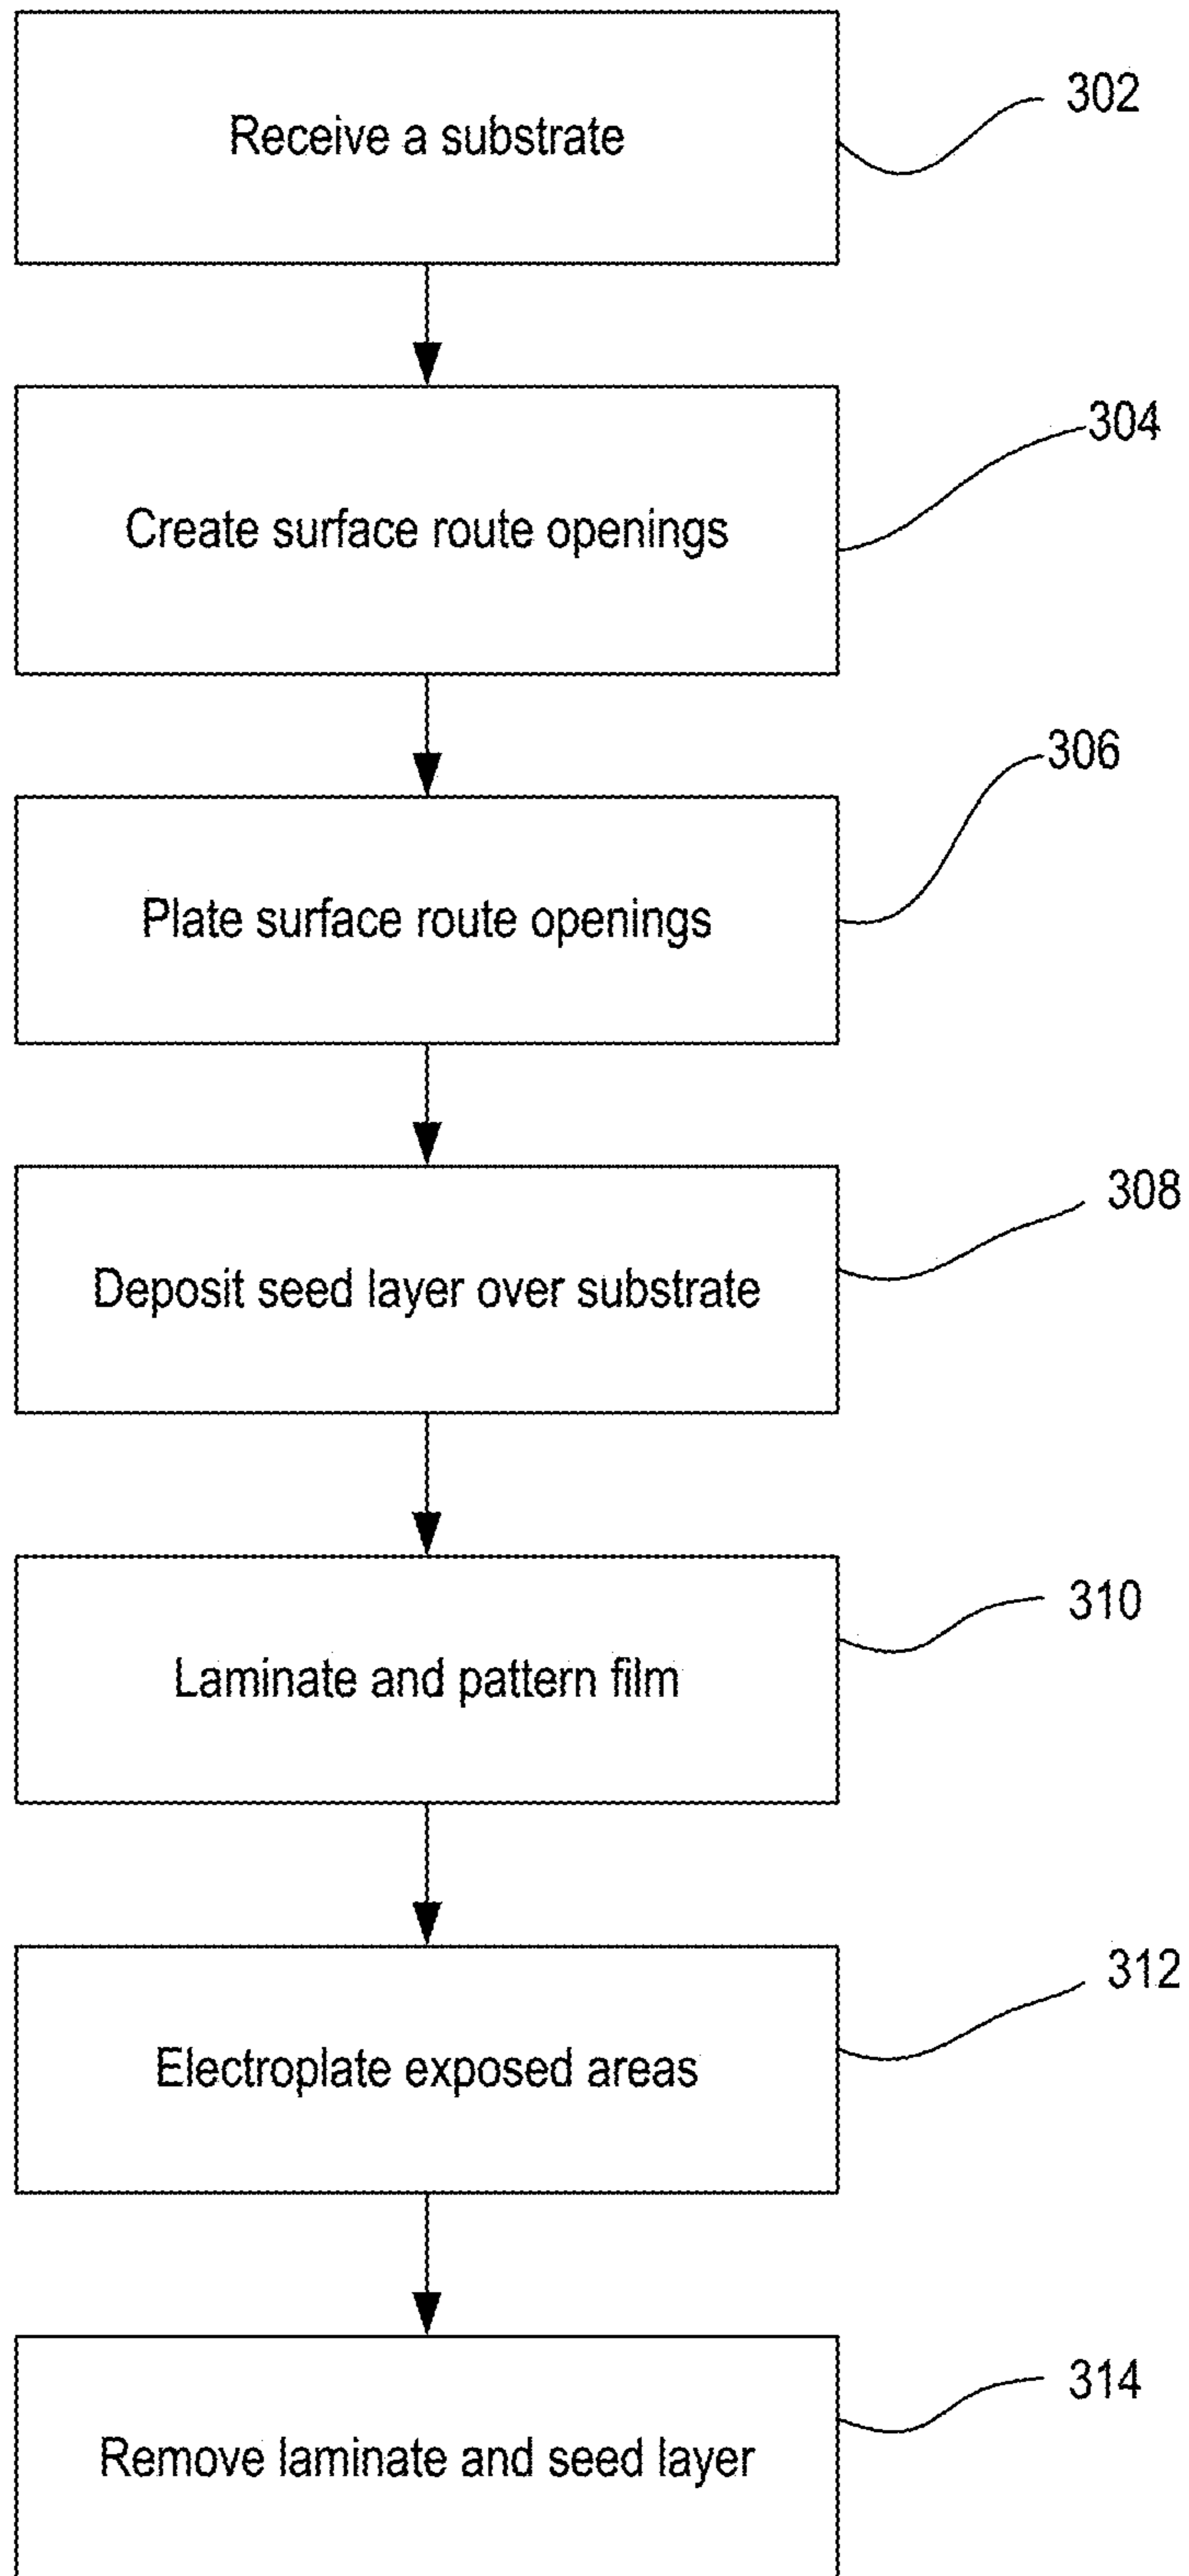 Receive a substrate
302
Create surface route openings
304
Plate surface route openings
306
Deposit seed layer over substrate
308
Laminate and pattern film
310
Electroplate exposed areas
312
Remove laminate and seed layer
314